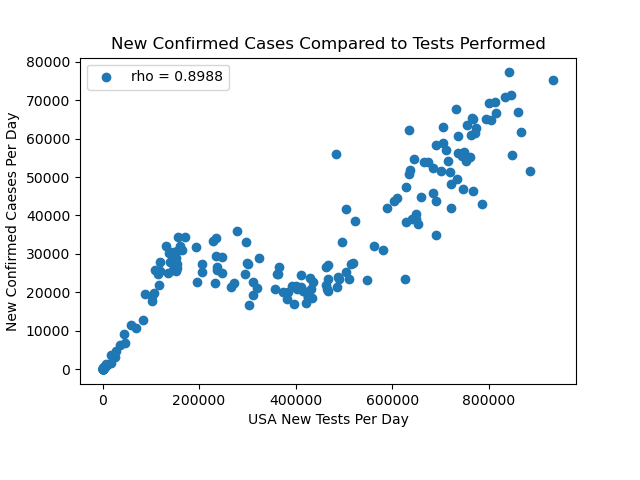 New Confirmed Cases Compared to Tests Performed
rho = 0.8988
80000
70000
60000
50000
40000
30000
20000
10000
0
New Confirmed Caeses Per Day
0 200000 400000 600000 800000
USA New Tests Per Day